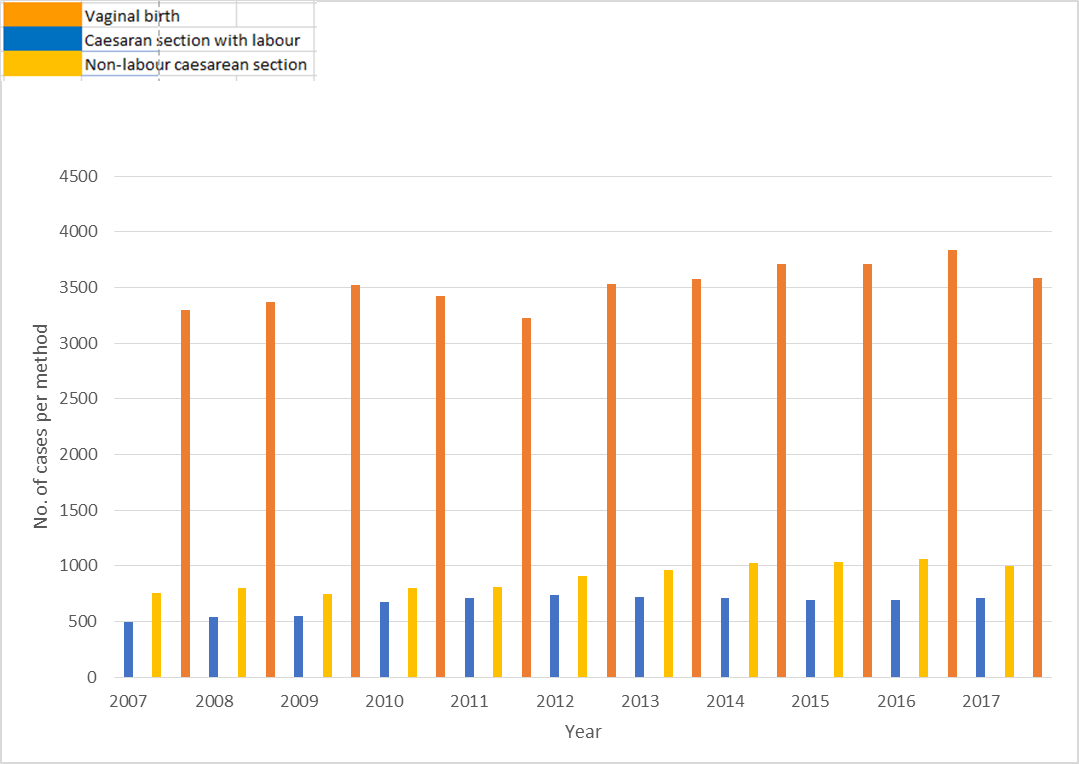 Vaginal birth
Caesaran section with labour
Non-labour caesarean section
4500
4000
3500
3000
2500
2000
1500
1000
500
0
No. of cases per method
2007 2008 2009 2010 2011 2012 2013 2014 2015 2016 2017
Year